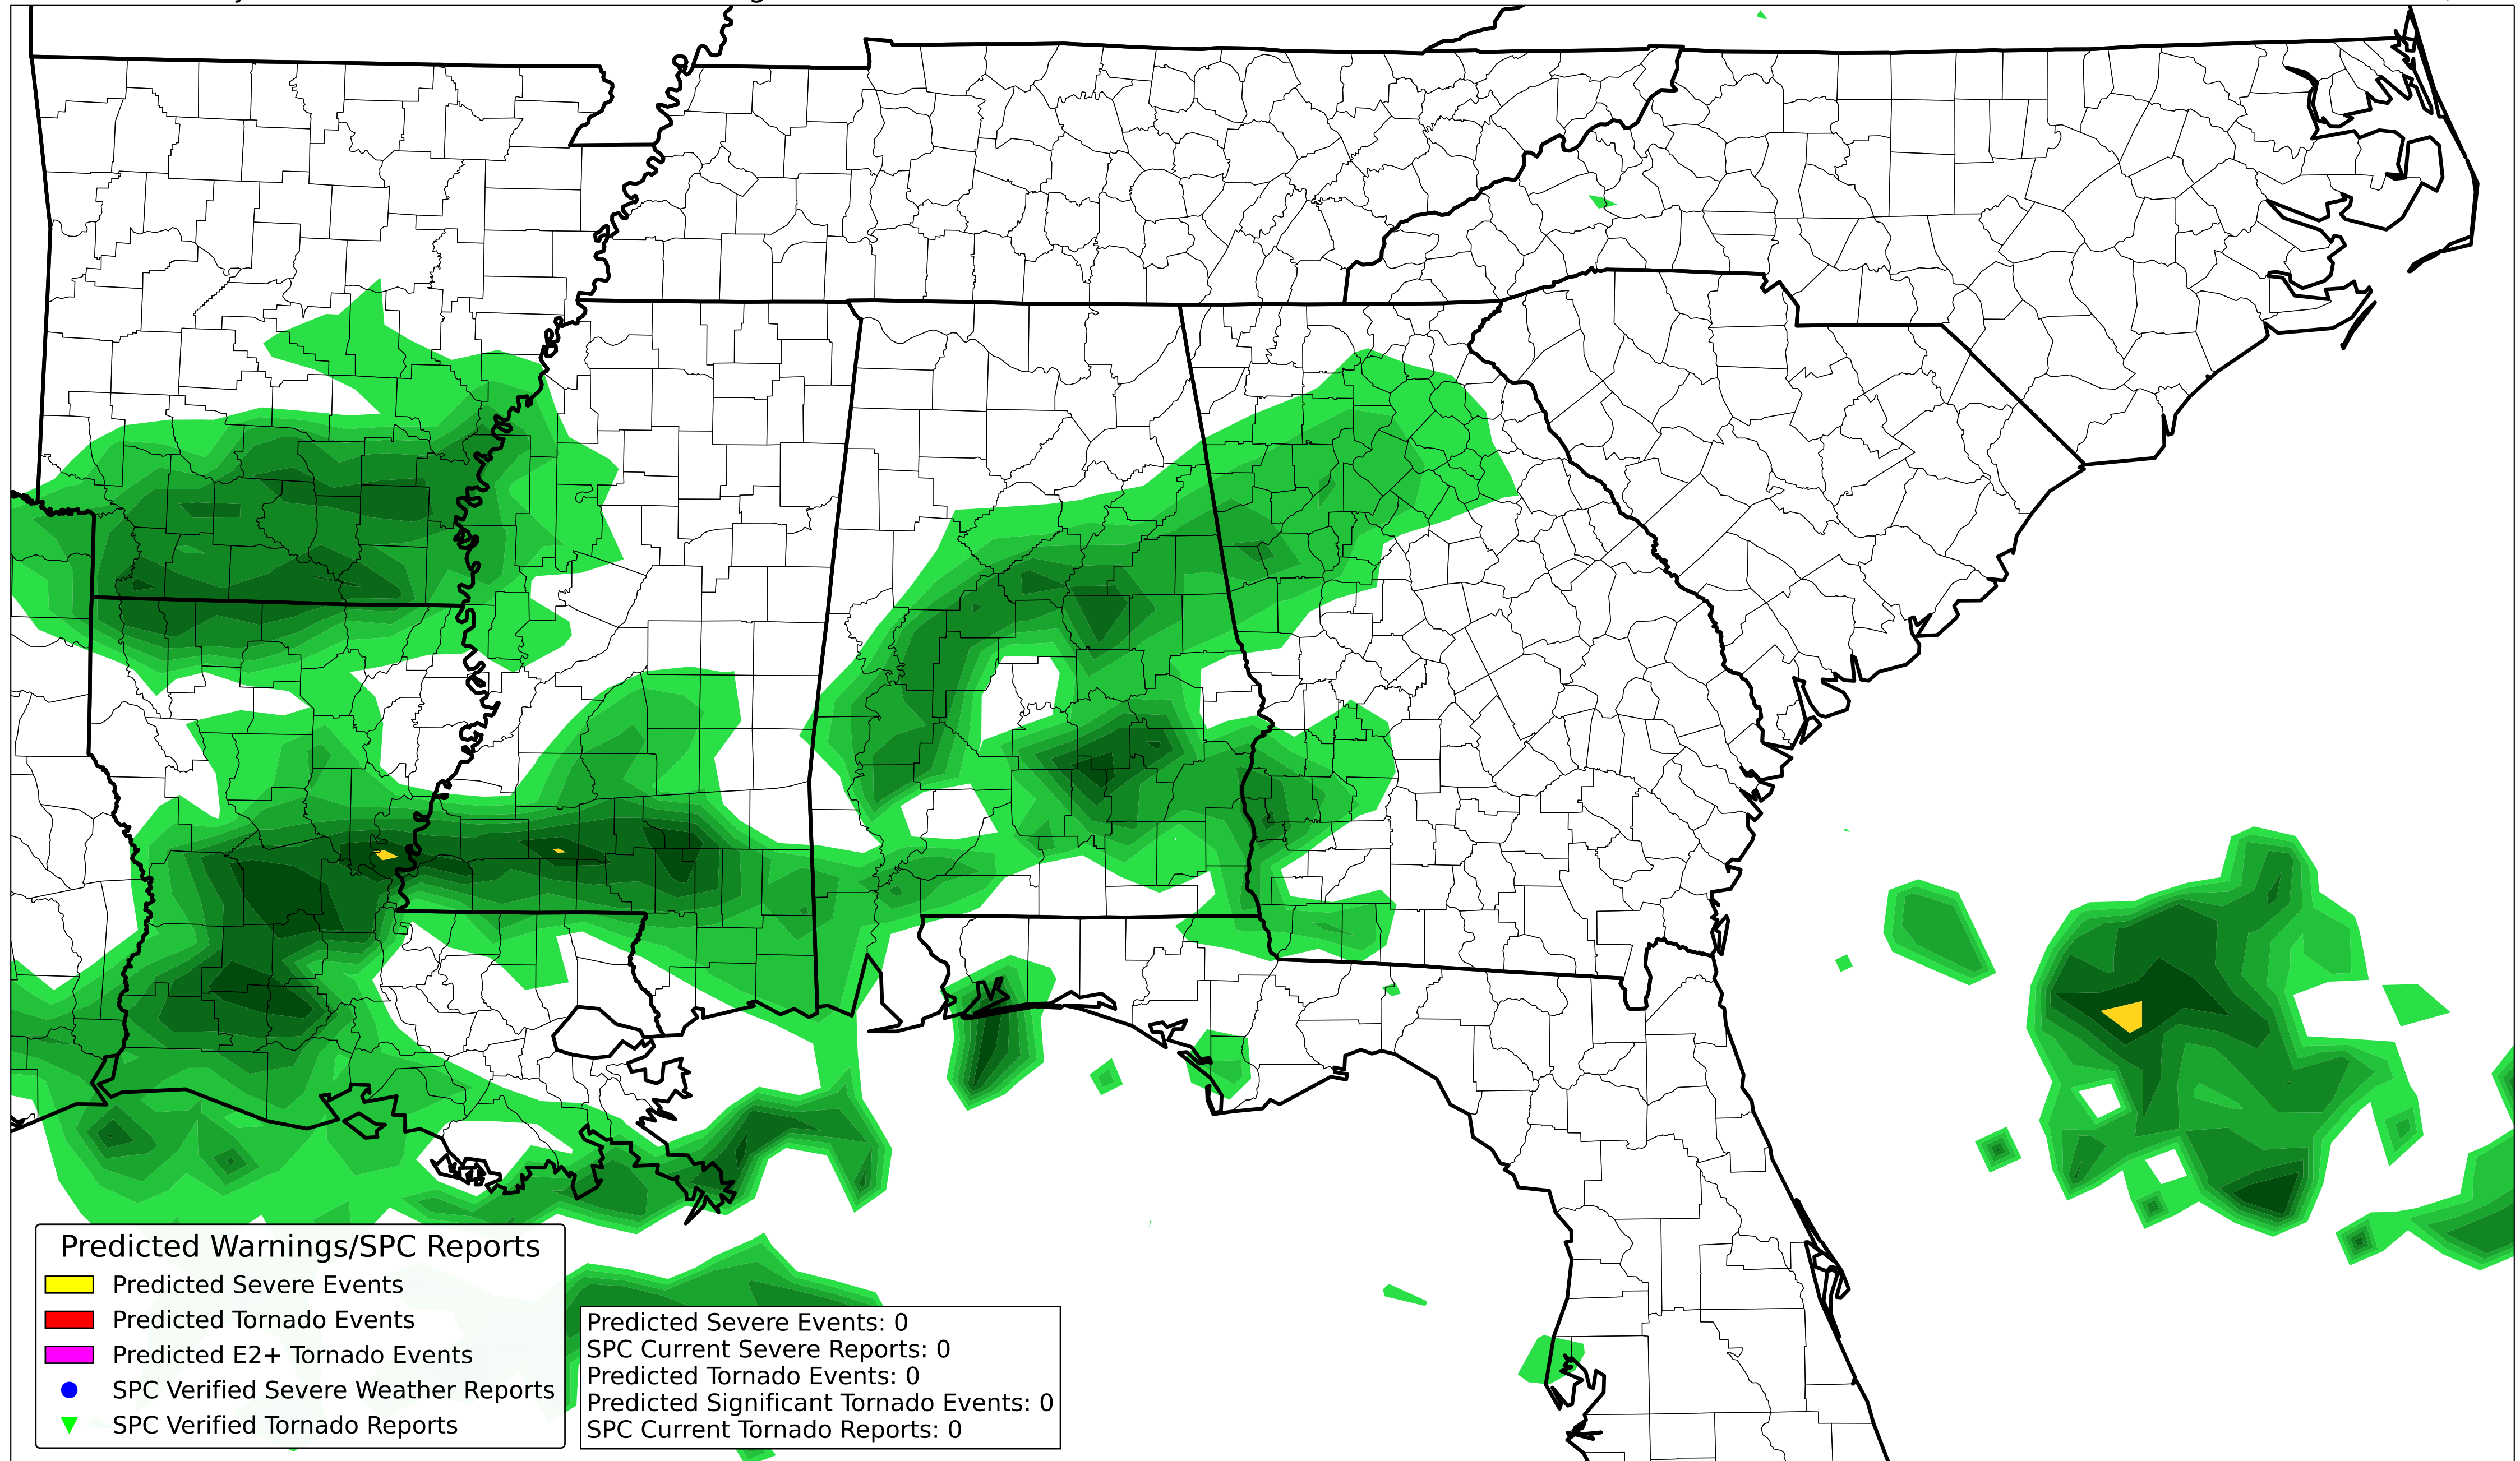 Predicted Warnings/SPC Reports
Predicted Severe Events
Predicted Tornado Events
Predicted E2+ Tornado Events
SPC Verified Severe Weather Reports
SPC Verified Tornado Reports
Predicted Severe Events: 0
SPC Current Severe Reports: 0
Predicted Tornado Events: 0
Predicted Significant Tornado Events: 0
SPC Current Tornado Reports: 0